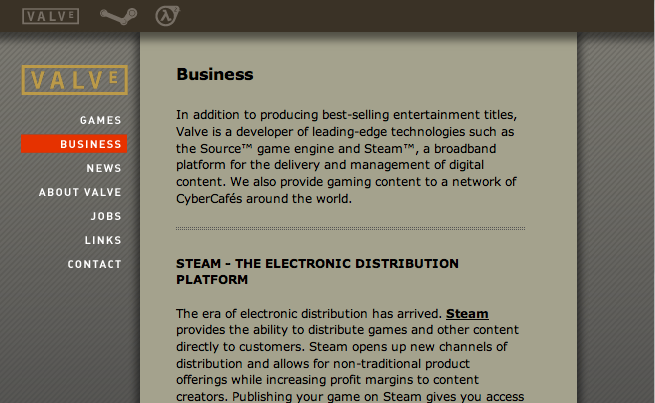 VALVE
VALVE
GAMES
BUSINESS
NEWS
ABOUT VALVE
JOBS
LINKS
CONTACT
Business
In addition to producing best-selling entertainment titles,
Valve is a developer of leading-edge technologies such as
the Source™ game engine and Steam™, a broadband
platform for the delivery and management of digital
content. We also provide gaming content to a network of
CyberCafés around the world.
STEAM - THE ELECTRONIC DISTRIBUTION
PLATFORM
The era of electronic distribution has arrived. Steam
provides the ability to distribute games and other content
directly to customers. Steam opens up new channels of
distribution and allows for non-traditional product
offerings while increasing profit margins to content
creators. Publishing your game on Steam gives you access